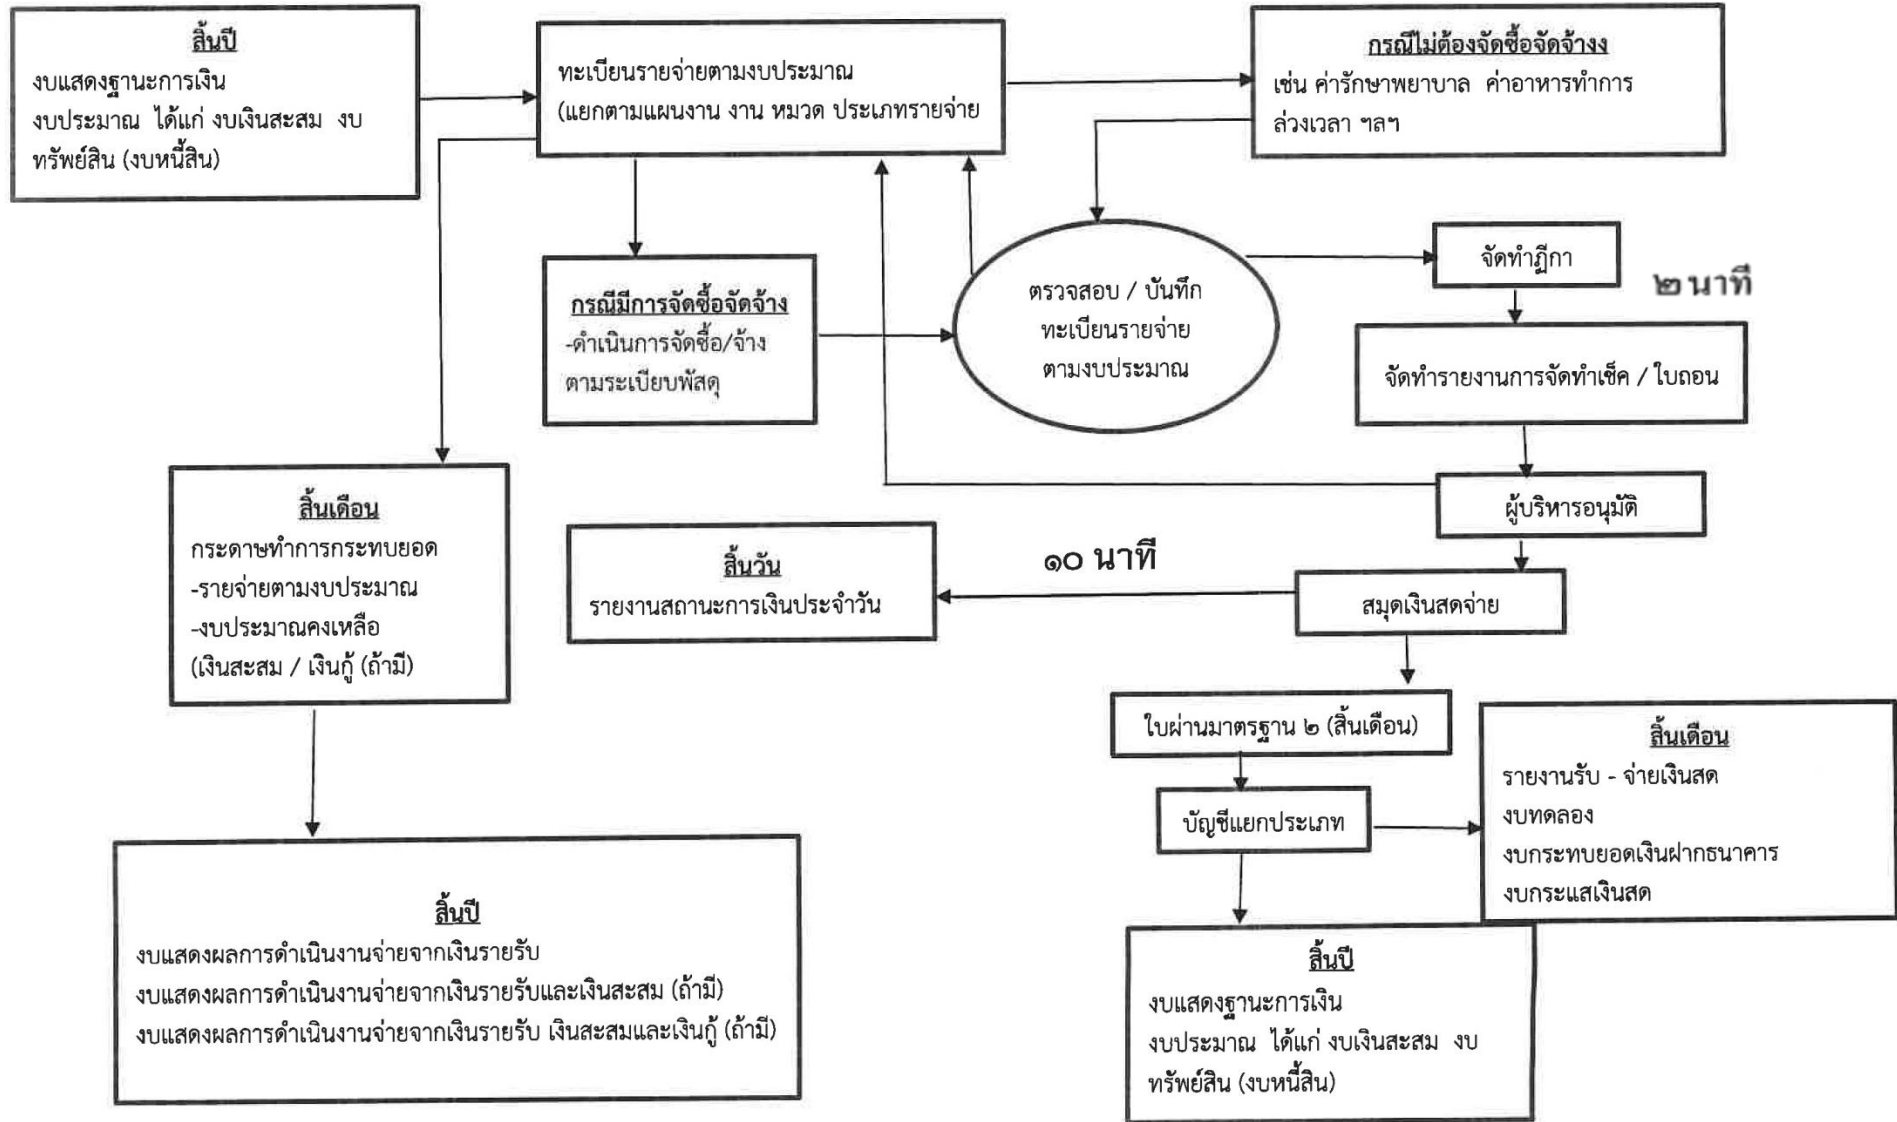 สิ้นปี
งบแสดงฐานะการเงิน
งบประมาณ ได้แก่ งบเงินสะสม งบ
ทรัพย์สิน (งบหนี้สิน)
ทะเบียนรายจ่ายตามงบประมาณ
(แยกตามแผนงาน งาน หมวด ประเภทรายจ่าย
กรณีไม่ต้องจัดซื้อจัดจ้างง
เช่น ค่ารักษาพยาบาล ค่าอาหารทำการ
ล่วงเวลา ฯลฯ
กรณีมีการจัดซื้อจัดจ้าง
-ดำเนินการจัดซื้อ/จ้าง
ตามระเบียบพัสดุ
ตรวจสอบ / บันทึก
ทะเบียนรายจ่าย
ตามงบประมาณ
จัดทำฎีกา
๒ นาที
จัดทำรายงานการจัดทำเช็ค / ใบถอน
ผู้บริหารอนุมัติ
สิ้นเดือน
กระดาษทำการกระทบยอด
-รายจ่ายตามงบประมาณ
-งบประมาณคงเหลือ
(เงินสะสม / เงินกู้ (ถ้ามี)
สิ้นวัน
รายงานสถานะการเงินประจำวัน
๑๐ นาที
สมุดเงินสดจ่าย
ใบผ่านมาตรฐาน ๒ (สิ้นเดือน)
บัญชีแยกประเภท
สิ้นเดือน
รายงานรับ - จ่ายเงินสด
งบทดลอง
งบกระทบยอดเงินฝากธนาคาร
งบกระแสเงินสด
สิ้นปี
งบแสดงผลการดำเนินงานจ่ายจากเงินรายรับ
งบแสดงผลการดำเนินงานจ่ายจากเงินรายรับและเงินสะสม (ถ้ามี)
งบแสดงผลการดำเนินงานจ่ายจากเงินรายรับ เงินสะสมและเงินกู้ (ถ้ามี)
สิ้นปี
งบแสดงฐานะการเงิน
งบประมาณ ได้แก่ งบเงินสะสม งบ
ทรัพย์สิน (งบหนี้สิน)